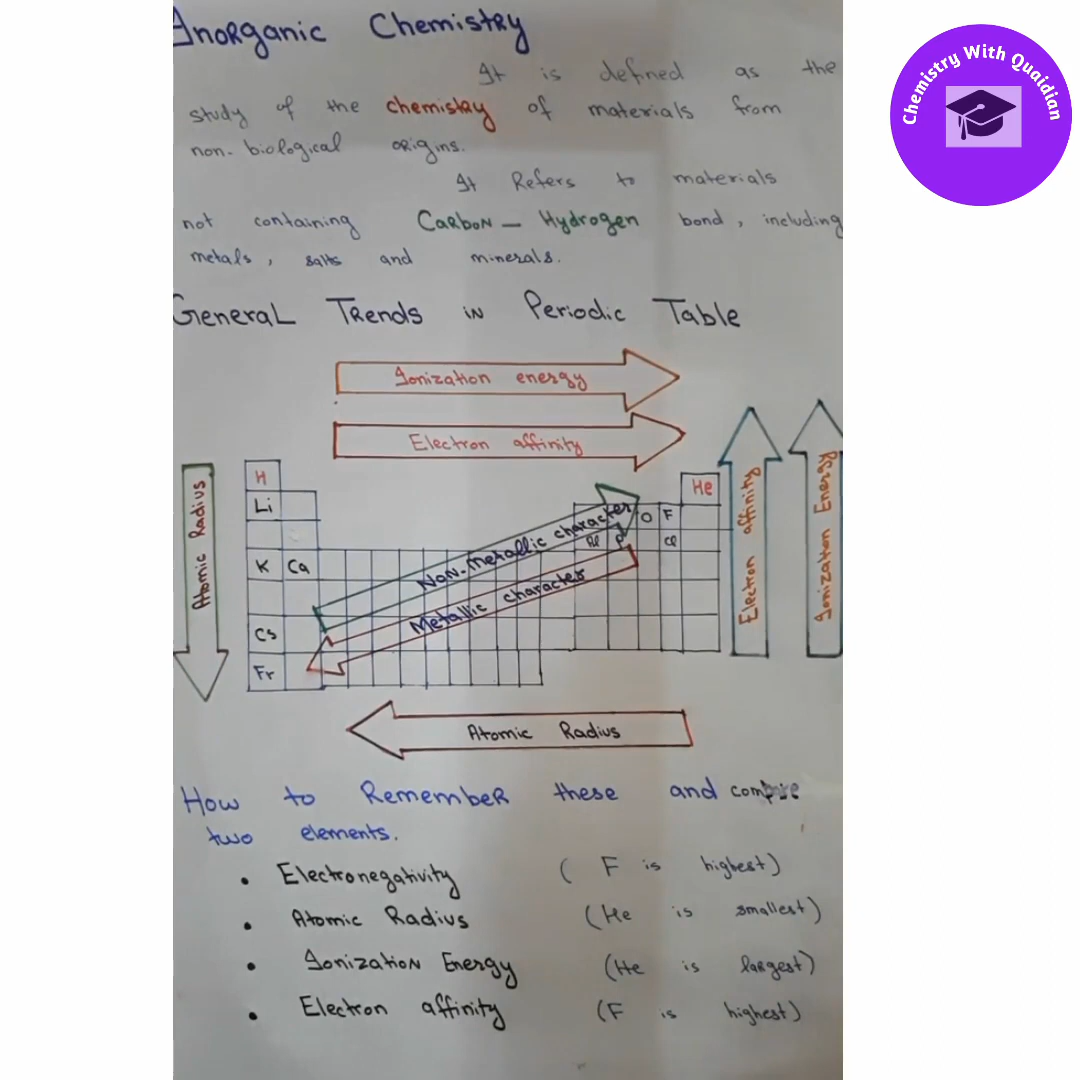 Inorganic Chemistry
Chemistry With Quaidian
It is defined as the
study of the chemistry of materials from
non-biological origins.
It Refers to materials
not containing Carbon - Hydrogen bond, including
metals, salts and minerals.
General Trends in Periodic Table
Ionization energy
Electron affinity
Atomic Radius
H
He
Li
O F
Al P Cl
K Ca
Cs
Fr
Non-Metallic character
Metallic character
Electron affinity
Ionization Energy
Atomic Radius
How to Remember these and compare
two elements.
• Electronegativity (F is highest)
• Atomic Radius (He is smallest)
• Ionization Energy (He is largest)
• Electron affinity (F is highest)